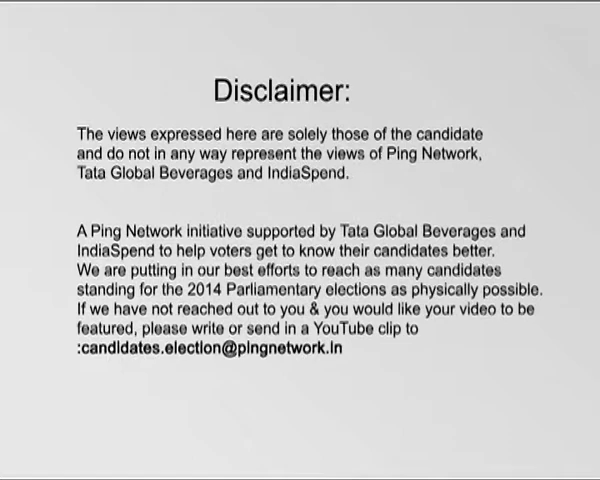 Disclaimer:
The views expressed here are solely those of the candidate
and do not in any way represent the views of Ping Network,
Tata Global Beverages and IndiaSpend.
A Ping Network initiative supported by Tata Global Beverages and
IndiaSpend to help voters get to know their candidates better.
We are putting in our best efforts to reach as many candidates
standing for the 2014 Parliamentary elections as physically possible.
If we have not reached out to you & you would like your video to be
featured, please write or send in a YouTube clip to
:candidates.election@pingnetwork.in